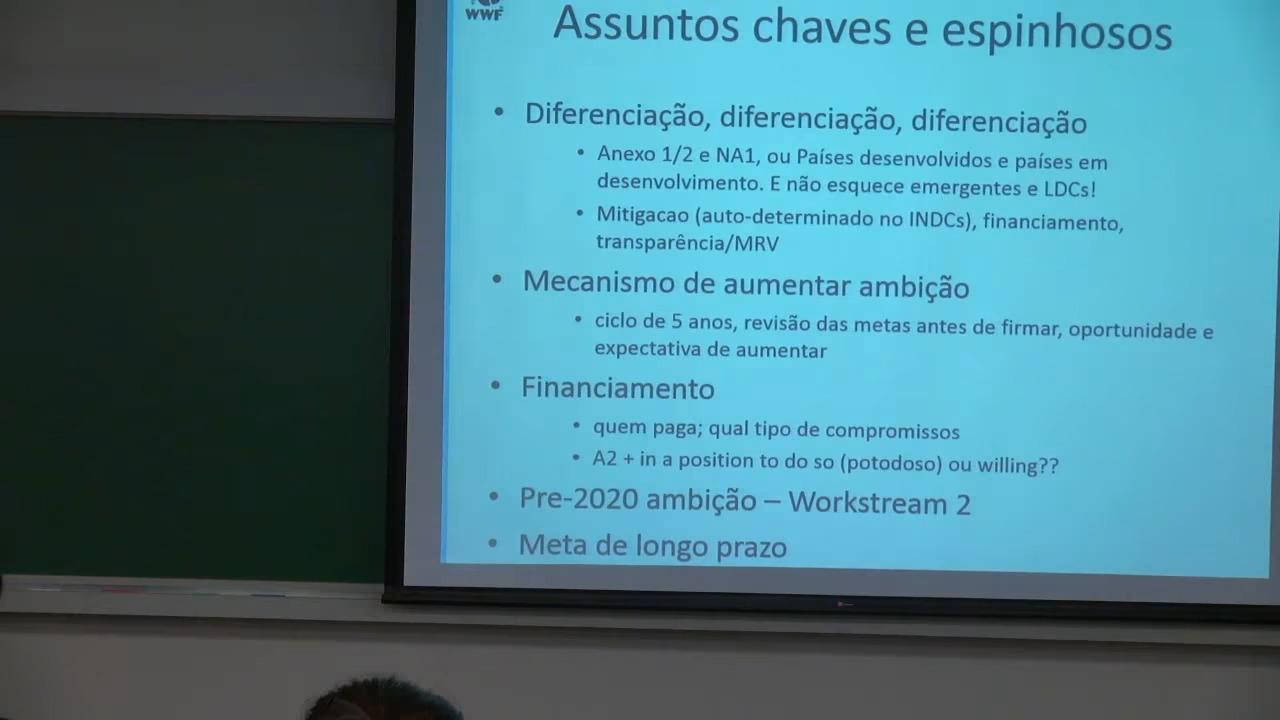 WWF
Assuntos chaves e espinhosos
• Diferenciação, diferenciação, diferenciação
• Anexo 1/2 e NA1, ou Países desenvolvidos e países em
desenvolvimento. E não esquece emergentes e LDCs!
• Mitigacao (auto-determinado no INDCs), financiamento,
transparência/MRV
• Mecanismo de aumentar ambição
• ciclo de 5 anos, revisão das metas antes de firmar, oportunidade e
expectativa de aumentar
• Financiamento
• quem paga; qual tipo de compromissos
• A2 + in a position to do so (potodoso) ou willing??
• Pre-2020 ambição – Workstream 2
• Meta de longo prazo